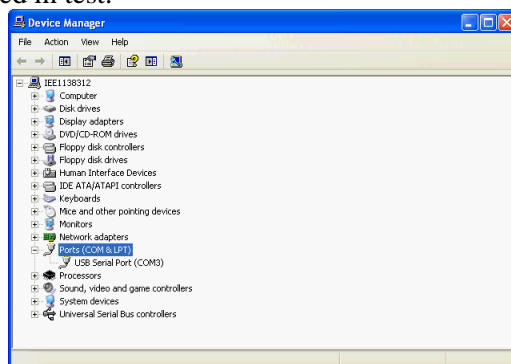 ed in test.
Device Manager
File Action View Help
IEE1138312
Computer
Disk drives
Display adapters
DVD/CD-ROM drives
Floppy disk controllers
Floppy disk drives
Human Interface Devices
IDE ATA/ATAPI controllers
Keyboards
Mice and other pointing devices
Monitors
Network adapters
Ports (COM & LPT)
USB Serial Port (COM3)
Processors
Sound, video and game controllers
System devices
Universal Serial Bus controllers